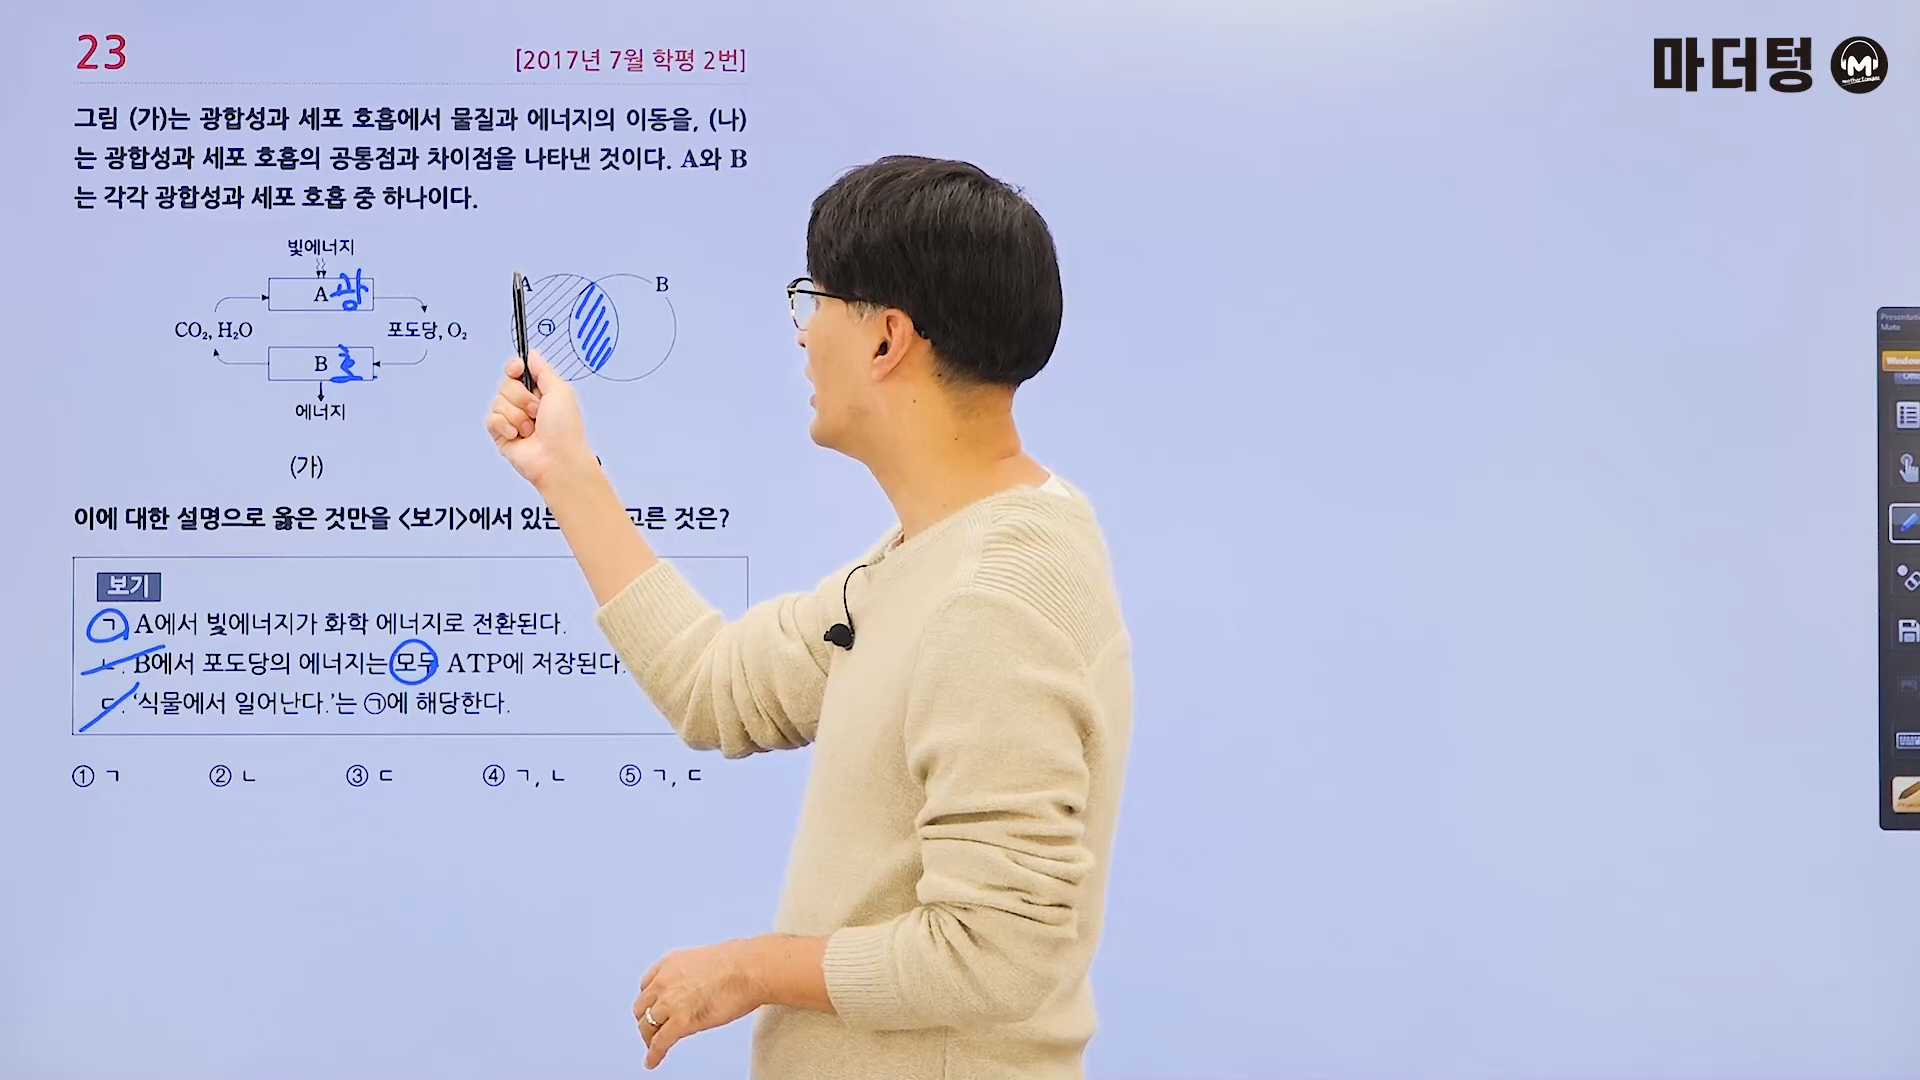 23
[2017년 7월 학평 2번]
마더텅
그림 (가)는 광합성과 세포 호흡에서 물질과 에너지의 이동을, (나)
는 광합성과 세포 호흡의 공통점과 차이점을 나타낸 것이다. A와 B
는 각각 광합성과 세포 호흡 중 하나이다.
빛에너지
A 광
CO₂, H₂O
포도당, O₂
B 호
에너지
(가)
A
B
㉠
이에 대한 설명으로 옳은 것만을 <보기>에서 있는 고른 것은?
보기
ㄱ. A에서 빛에너지가 화학 에너지로 전환된다.
ㄴ. B에서 포도당의 에너지는 모두 ATP에 저장된다.
ㄷ. ‘식물에서 일어난다.’는 ㉠에 해당한다.
① ㄱ ② ㄴ ③ ㄷ ④ ㄱ, ㄴ ⑤ ㄱ, ㄷ